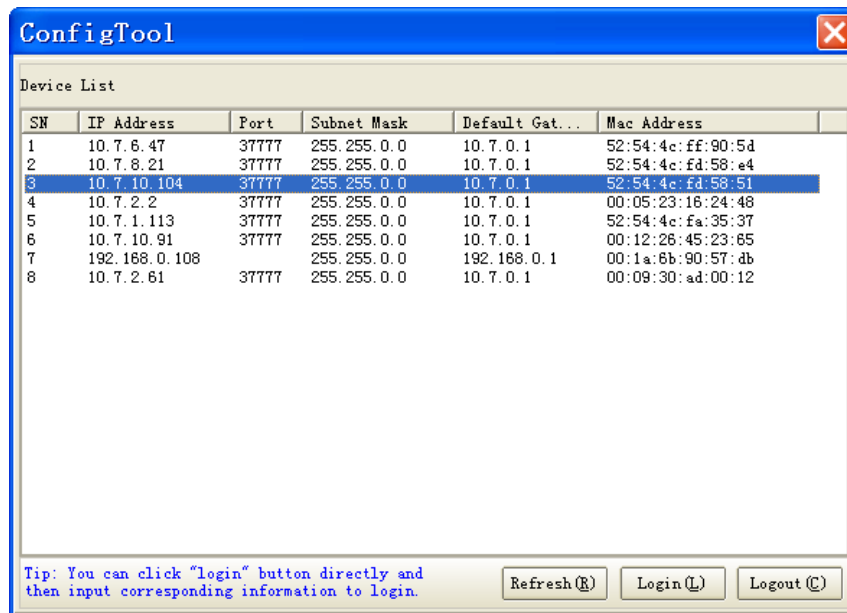 ConfigTool
Device List
SN IP Address Port Subnet Mask Default Gat... Mac Address
1 10.7.6.47 37777 255.255.0.0 10.7.0.1 52:54:4c:ff:90:5d
2 10.7.8.21 37777 255.255.0.0 10.7.0.1 52:54:4c:fd:58:e4
3 10.7.10.104 37777 255.255.0.0 10.7.0.1 52:54:4c:fd:58:51
4 10.7.2.2 37777 255.255.0.0 10.7.0.1 00:05:23:16:24:48
5 10.7.1.113 37777 255.255.0.0 10.7.0.1 52:54:4c:fa:35:37
6 10.7.10.91 37777 255.255.0.0 10.7.0.1 00:12:26:45:23:65
7 192.168.0.108 255.255.0.0 192.168.0.1 00:1a:6b:90:57:db
8 10.7.2.61 37777 255.255.0.0 10.7.0.1 00:09:30:ad:00:12
Tip: You can click "login" button directly and
then input corresponding information to login.
Refresh(R) Login(L) Logout(C)